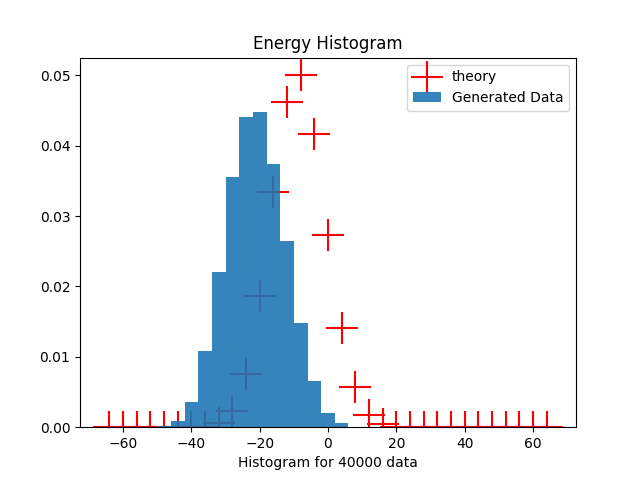 Energy Histogram
theory
Generated Data
0.05
0.04
0.03
0.02
0.01
0.00
−60 −40 −20 0 20 40 60
Histogram for 40000 data